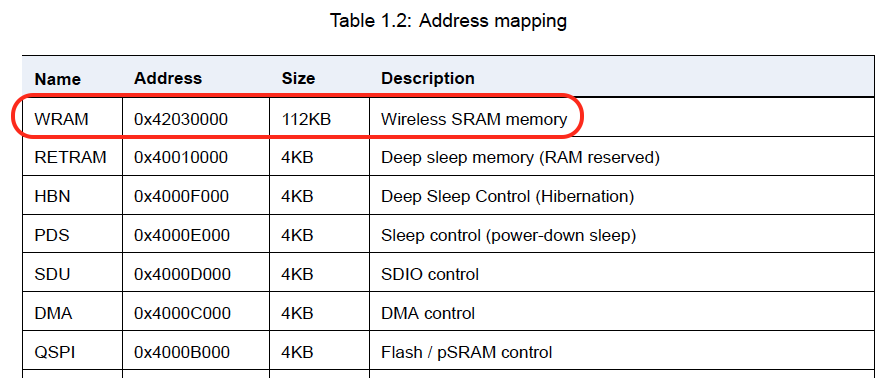 Table 1.2: Address mapping
Name Address Size Description
WRAM 0x42030000 112KB Wireless SRAM memory
RETRAM 0x40010000 4KB Deep sleep memory (RAM reserved)
HBN 0x4000F000 4KB Deep Sleep Control (Hibernation)
PDS 0x4000E000 4KB Sleep control (power-down sleep)
SDU 0x4000D000 4KB SDIO control
DMA 0x4000C000 4KB DMA control
QSPI 0x4000B000 4KB Flash / pSRAM control